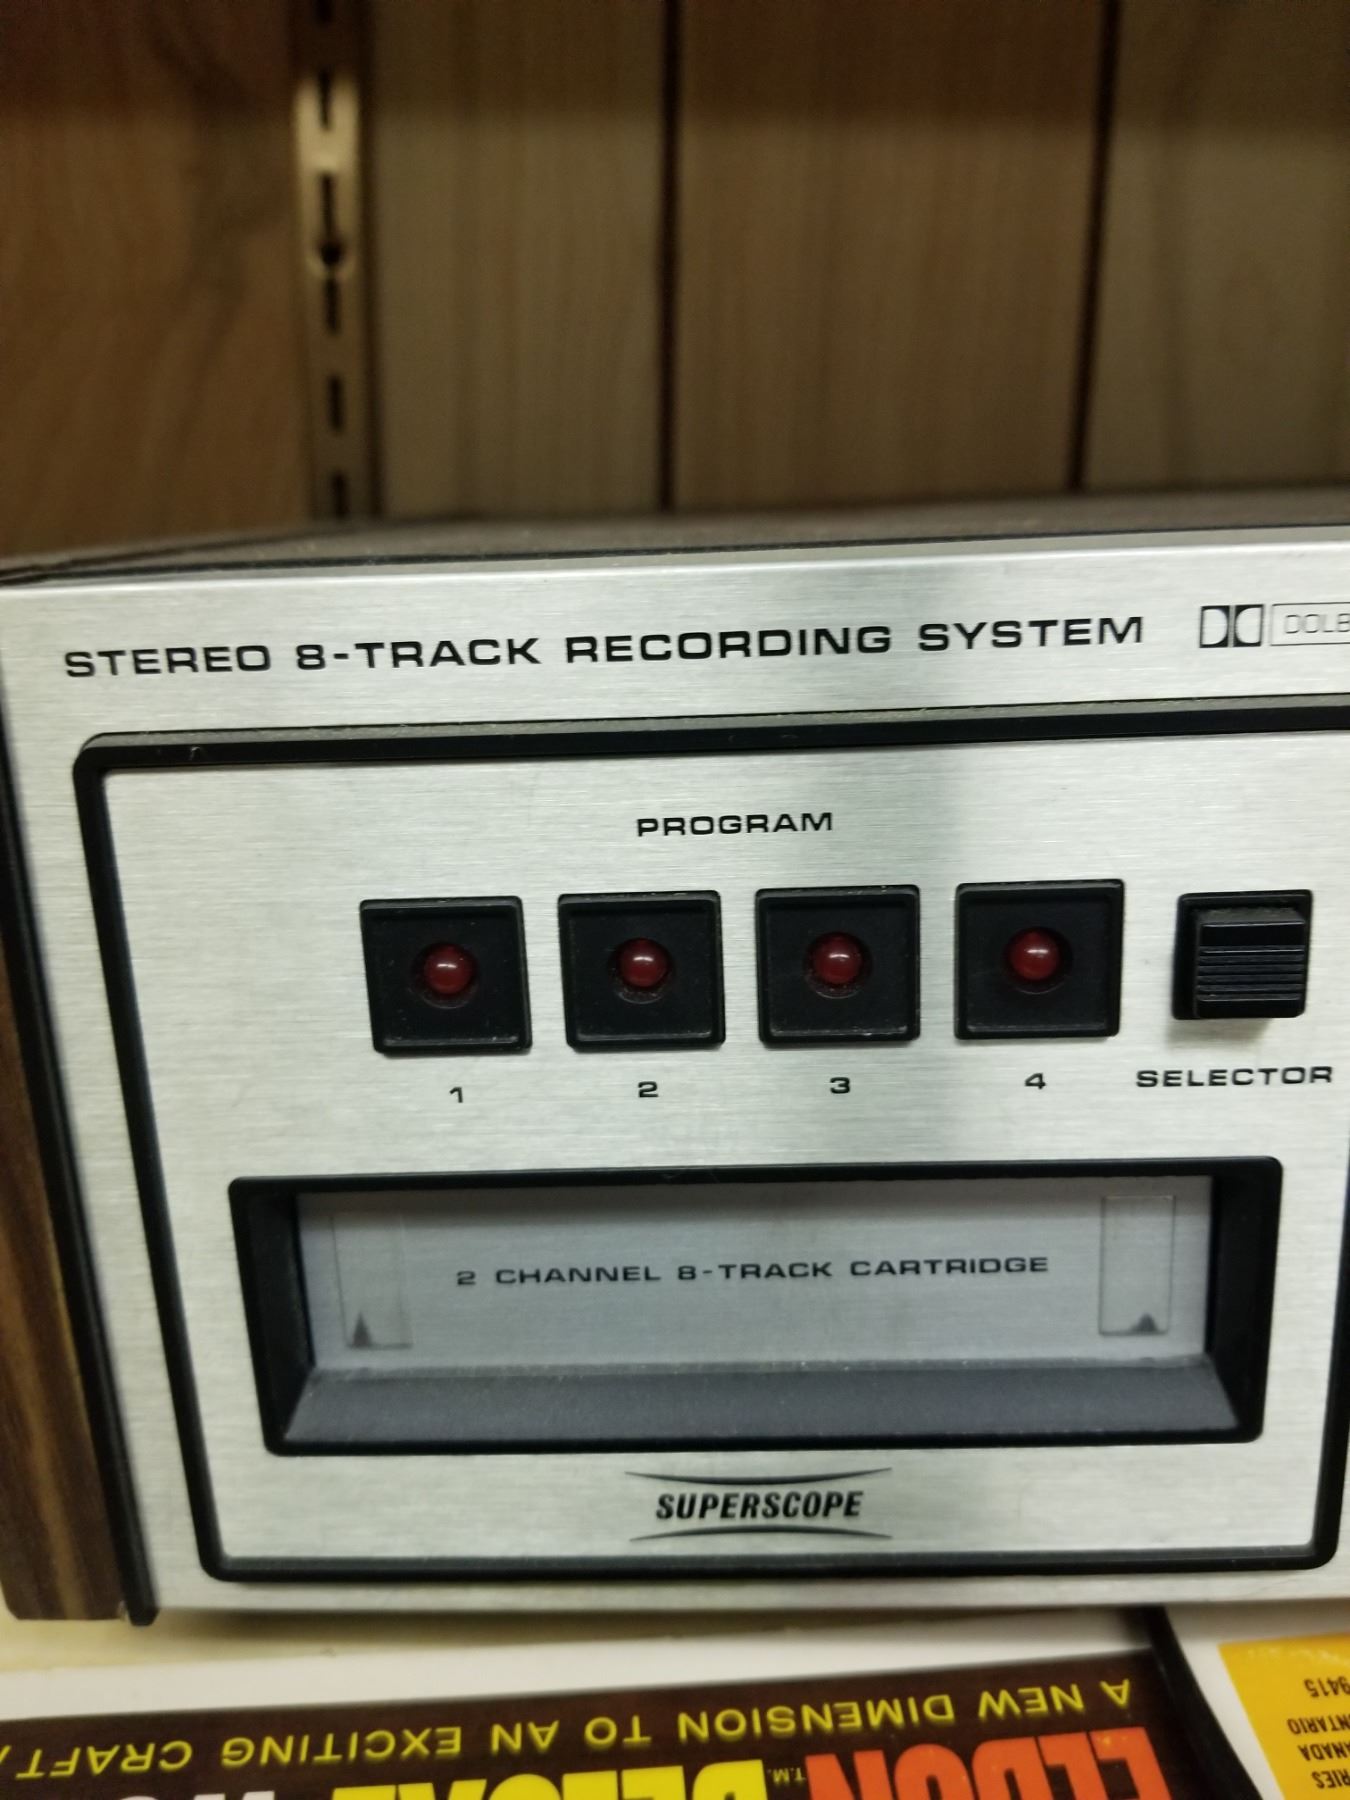 STEREO 8-TRACK RECORDING SYSTEM
PROGRAM
1 2 3 4
SELECTOR
2 CHANNEL 8-TRACK CARTRIDGE
SUPERSCOPE
A NEW DIMENSION TO AN EXCITING
ELDON T.M.
9415